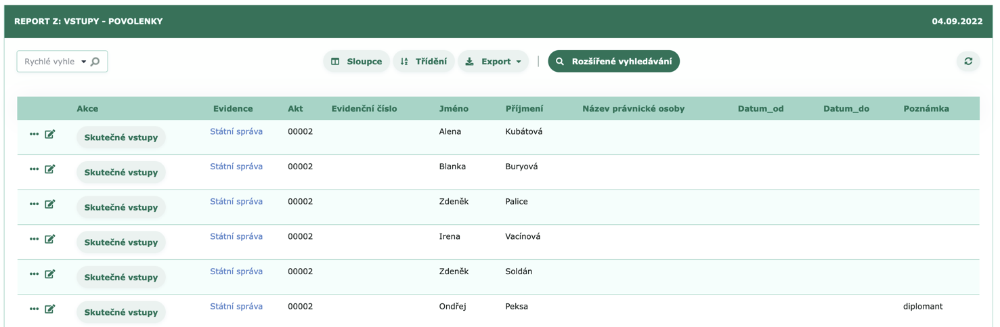 REPORT Z: VSTUPY - POVOLENKY 04.09.2022
Rychlé vyhle Sloupce Třídění Export | Rozšířené vyhledávání
Akce Evidence Akt Evidenční číslo Jméno Příjmení Název právnické osoby Datum_od Datum_do Poznámka
Skutečné vstupy Státní správa 00002 Alena Kubátová
Skutečné vstupy Státní správa 00002 Blanka Buryová
Skutečné vstupy Státní správa 00002 Zdeněk Palice
Skutečné vstupy Státní správa 00002 Irena Vacínová
Skutečné vstupy Státní správa 00002 Zdeněk Soldán
Skutečné vstupy Státní správa 00002 Ondřej Peksa diplomant